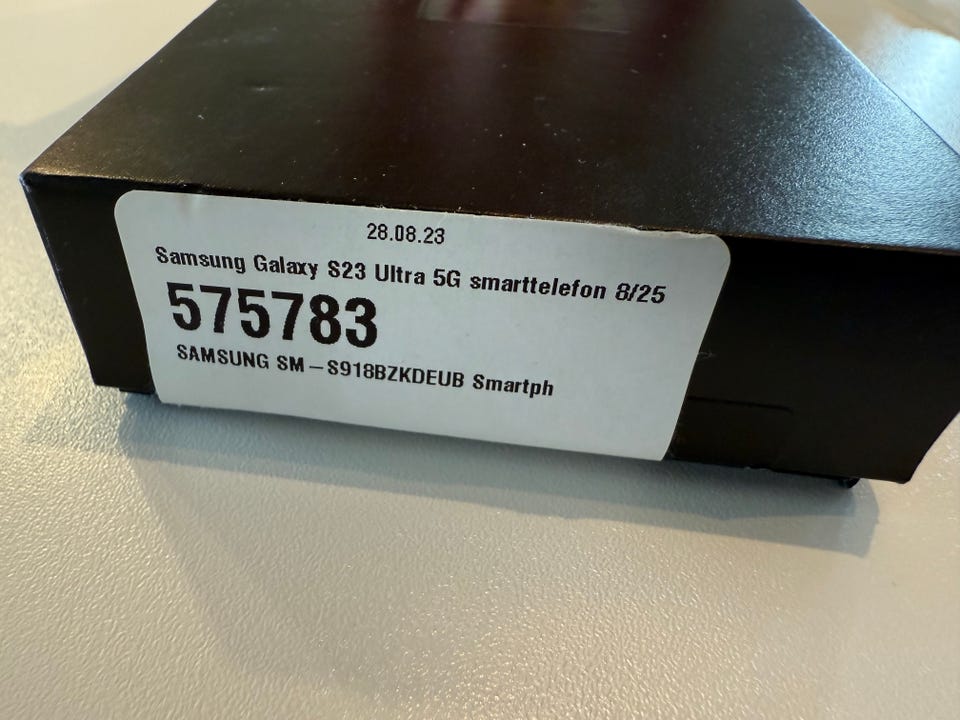 28.08.23
Samsung Galaxy S23 Ultra 5G smarttelefon 8/25
575783
SAMSUNG SM-S918BZKDEUB Smartph